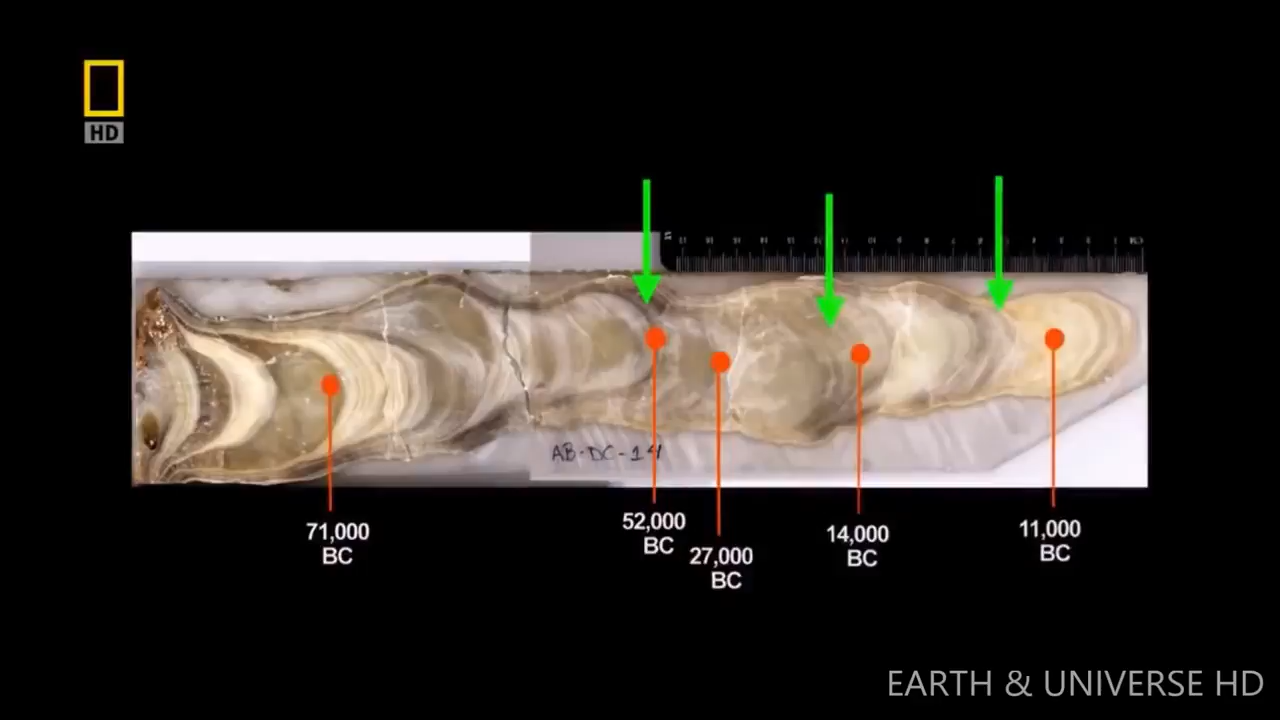 HD
AB-DC-14
71,000
BC
52,000
BC
27,000
BC
14,000
BC
11,000
BC
EARTH & UNIVERSE HD